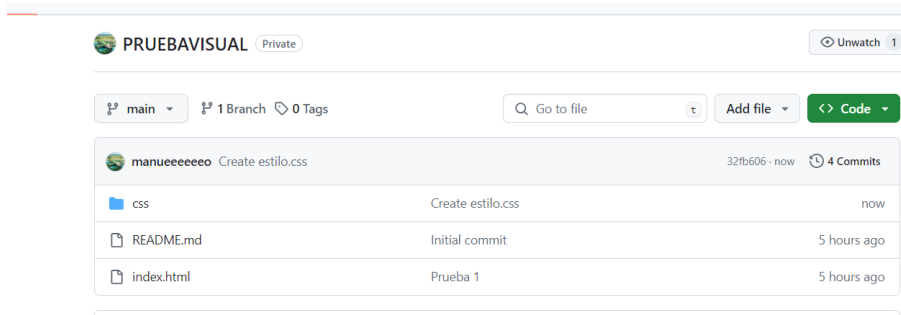 PRUEBAVISUAL Private Unwatch 1
main 1 Branch 0 Tags Go to file t Add file Code
manueeeeeeo Create estilo.css 32fb606 · now 4 Commits
css Create estilo.css now
README.md Initial commit 5 hours ago
index.html Prueba 1 5 hours ago